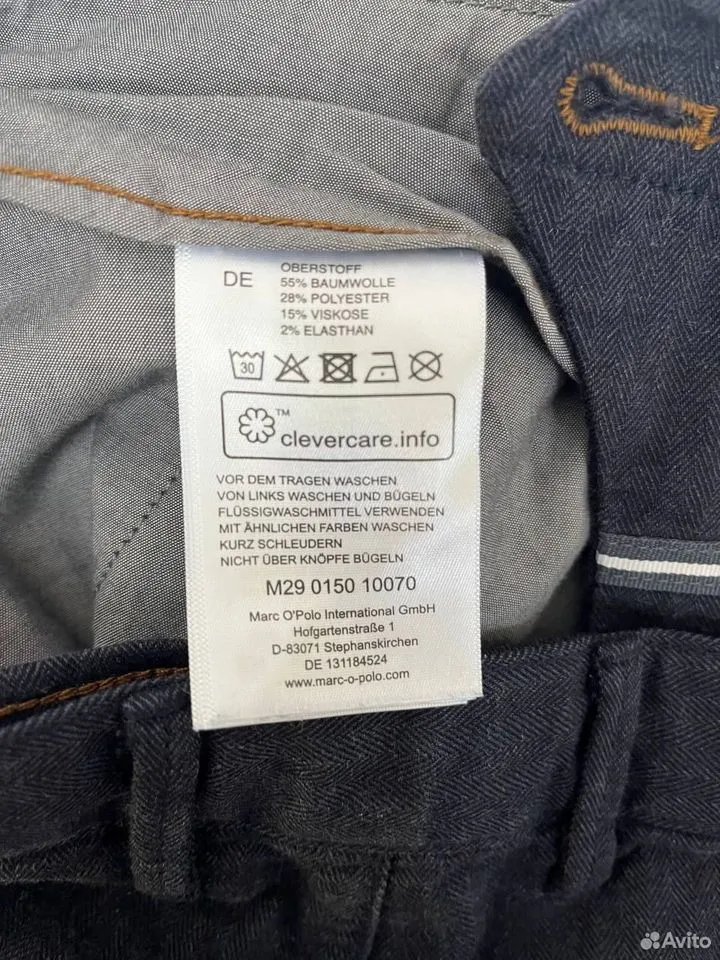 DE
OBERSTOFF
55% BAUMWOLLE
28% POLYESTER
15% VISKOSE
2% ELASTHAN
30
™
clevercare.info
VOR DEM TRAGEN WASCHEN
VON LINKS WASCHEN UND BÜGELN
FLÜSSIGWASCHMITTEL VERWENDEN
MIT ÄHNLICHEN FARBEN WASCHEN
KURZ SCHLEUDERN
NICHT ÜBER KNÖPFE BÜGELN
M29 0150 10070
Marc O'Polo International GmbH
Hofgartenstraße 1
D-83071 Stephanskirchen
DE 131184524
www.marc-o-polo.com
Avito